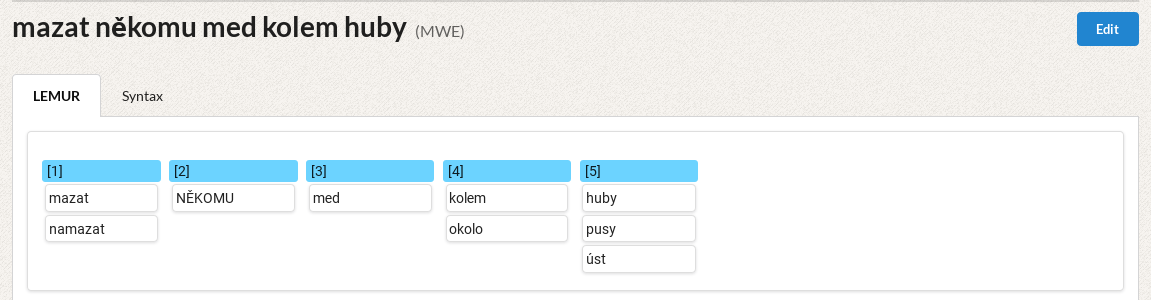 mazat někomu med kolem huby (MWE)
Edit
LEMUR Syntax
[1] [2] [3] [4] [5]
mazat NĚKOMU med kolem huby
namazat okolo pusy
úst